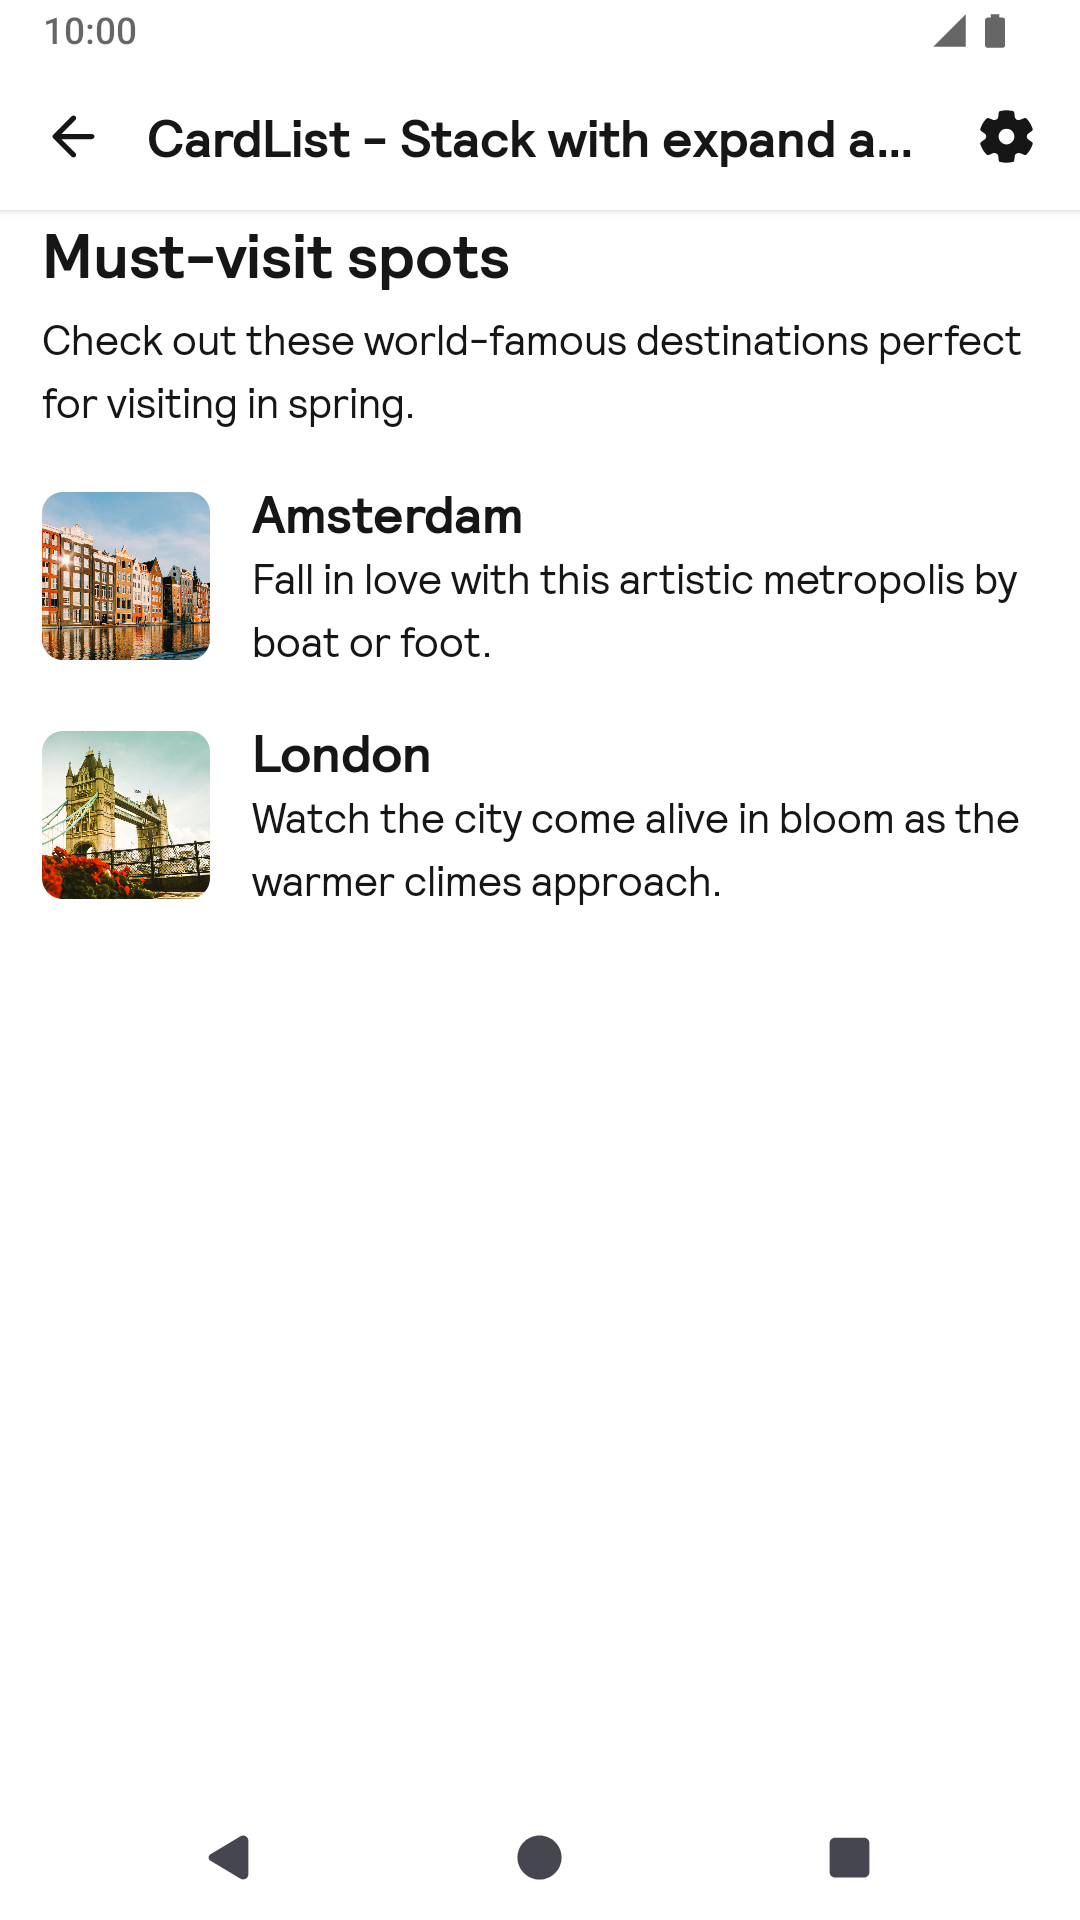 10:00
CardList - Stack with expand a...
Must-visit spots
Check out these world-famous destinations perfect
for visiting in spring.
Amsterdam
Fall in love with this artistic metropolis by
boat or foot.
London
Watch the city come alive in bloom as the
warmer climes approach.